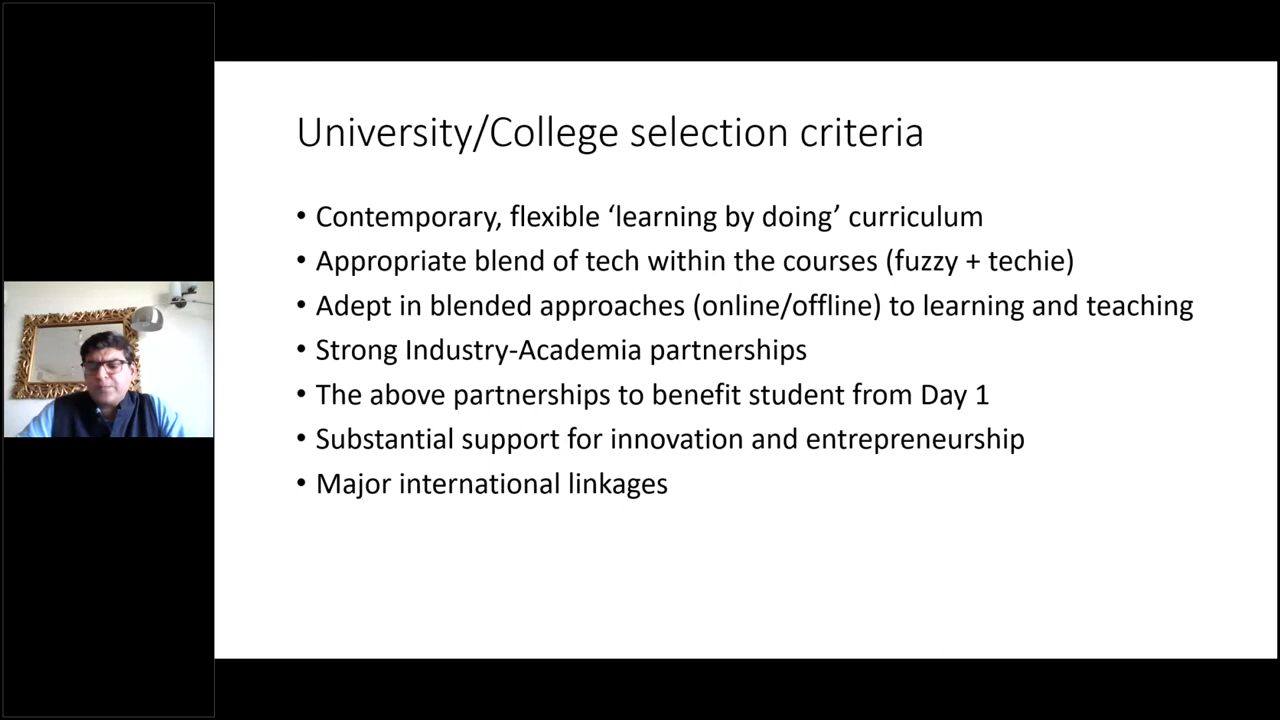 University/College selection criteria
• Contemporary, flexible ‘learning by doing’ curriculum
• Appropriate blend of tech within the courses (fuzzy + techie)
• Adept in blended approaches (online/offline) to learning and teaching
• Strong Industry-Academia partnerships
• The above partnerships to benefit student from Day 1
• Substantial support for innovation and entrepreneurship
• Major international linkages